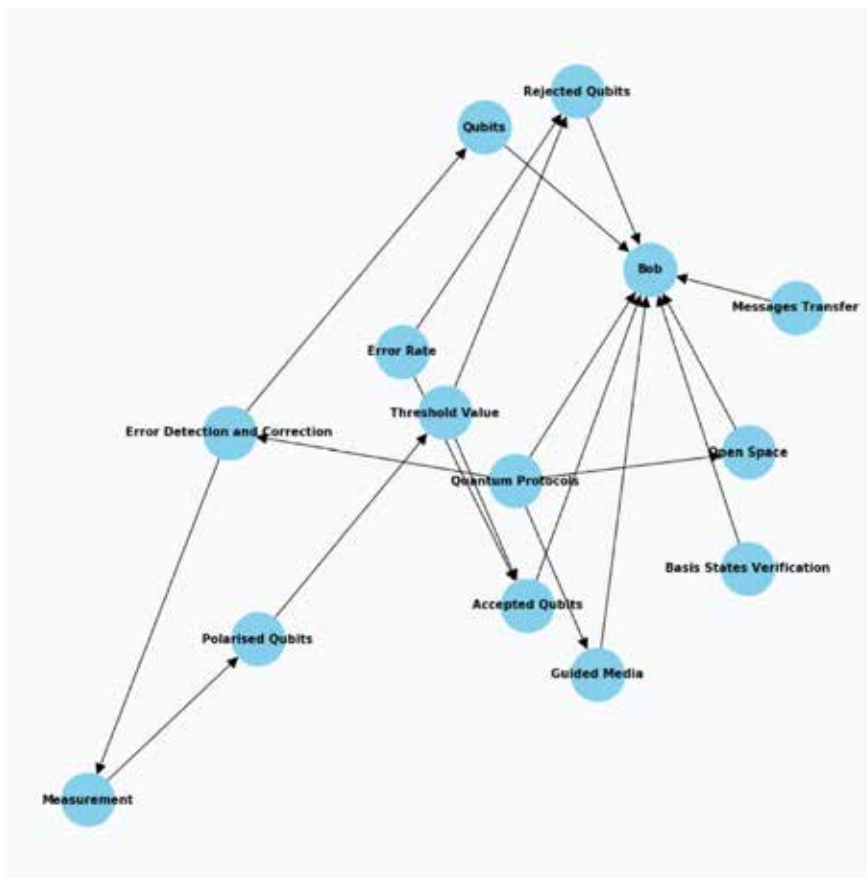 Rejected Qubits
Qubits
Bob
Messages Transfer
Error Rate
Threshold Value
Error Detection and Correction
Open Space
Quantum Protocols
Basis States Verification
Accepted Qubits
Polarised Qubits
Guided Media
Measurement